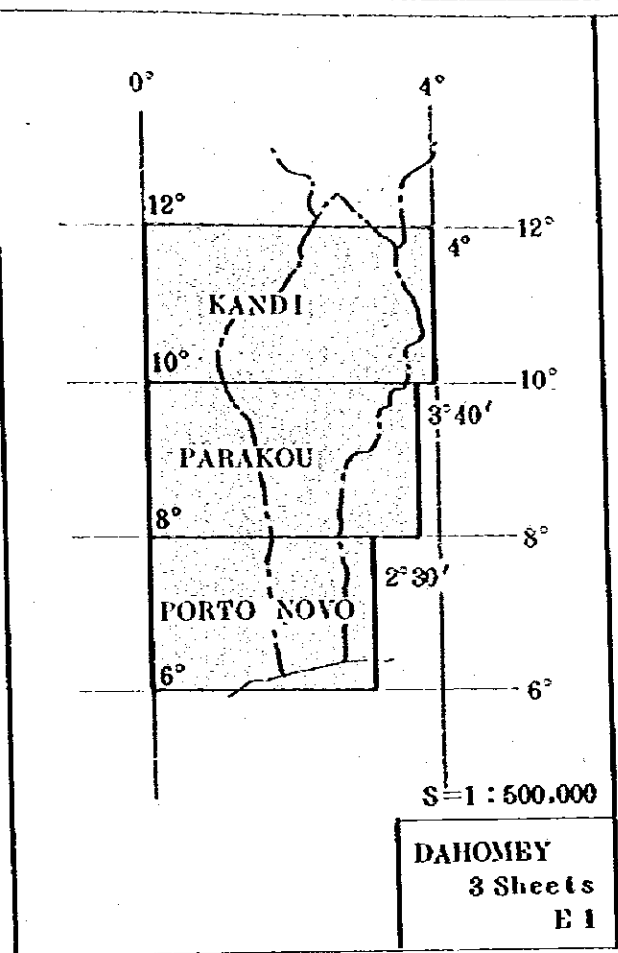 0° 4°
12° 12°
4°
KANDI
10° 10°
3°40′
PARAKOU
8° 8°
2°30′
PORTO NOVO
6° 6°
S=1:500.000
DAHOMEY
3 Sheets
E 1